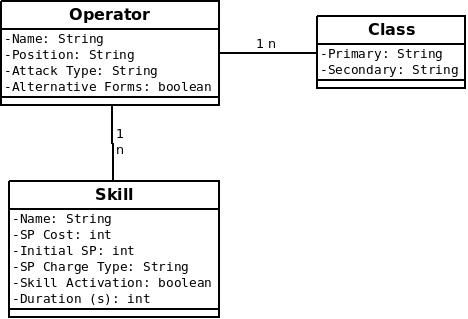 Operator
-Name: String
-Position: String
-Attack Type: String
-Alternative Forms: boolean
1 n
Class
-Primary: String
-Secondary: String
1
n
Skill
-Name: String
-SP Cost: int
-Initial SP: int
-SP Charge Type: String
-Skill Activation: boolean
-Duration (s): int